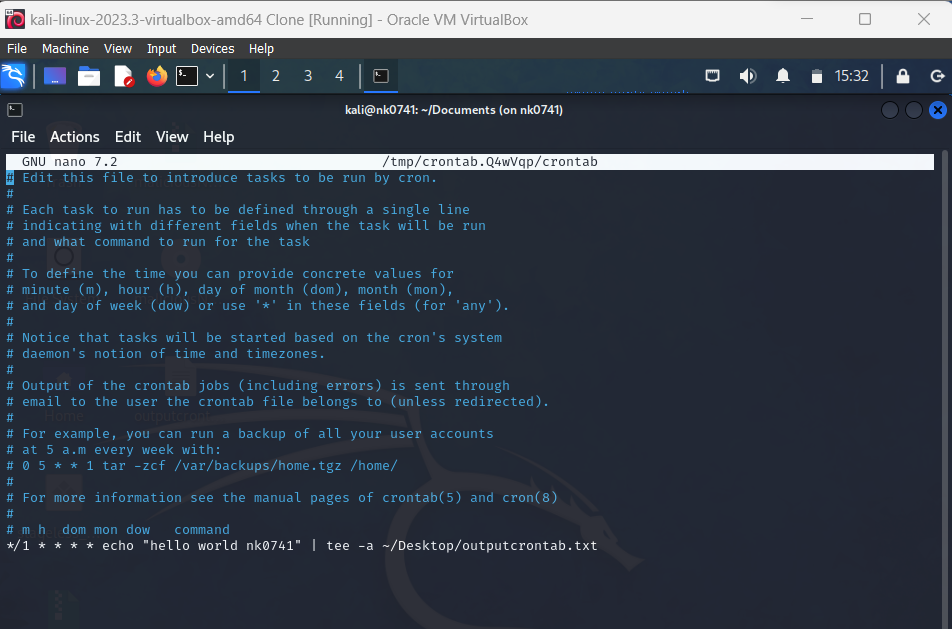 kali-linux-2023.3-virtualbox-amd64 Clone [Running] - Oracle VM VirtualBox
File Machine View Input Devices Help
1 2 3 4 15:32
kali@nk0741: ~/Documents (on nk0741)
File Actions Edit View Help
GNU nano 7.2 /tmp/crontab.Q4wVqp/crontab
# Edit this file to introduce tasks to be run by cron.
#
# Each task to run has to be defined through a single line
# indicating with different fields when the task will be run
# and what command to run for the task
#
# To define the time you can provide concrete values for
# minute (m), hour (h), day of month (dom), month (mon),
# and day of week (dow) or use '*' in these fields (for 'any').
#
# Notice that tasks will be started based on the cron's system
# daemon's notion of time and timezones.
#
# Output of the crontab jobs (including errors) is sent through
# email to the user the crontab file belongs to (unless redirected).
#
# For example, you can run a backup of all your user accounts
# at 5 a.m every week with:
# 0 5 * * 1 tar -zcf /var/backups/home.tgz /home/
#
# For more information see the manual pages of crontab(5) and cron(8)
#
# m h  dom mon dow   command
*/1 * * * * echo "hello world nk0741" | tee -a ~/Desktop/outputcrontab.txt